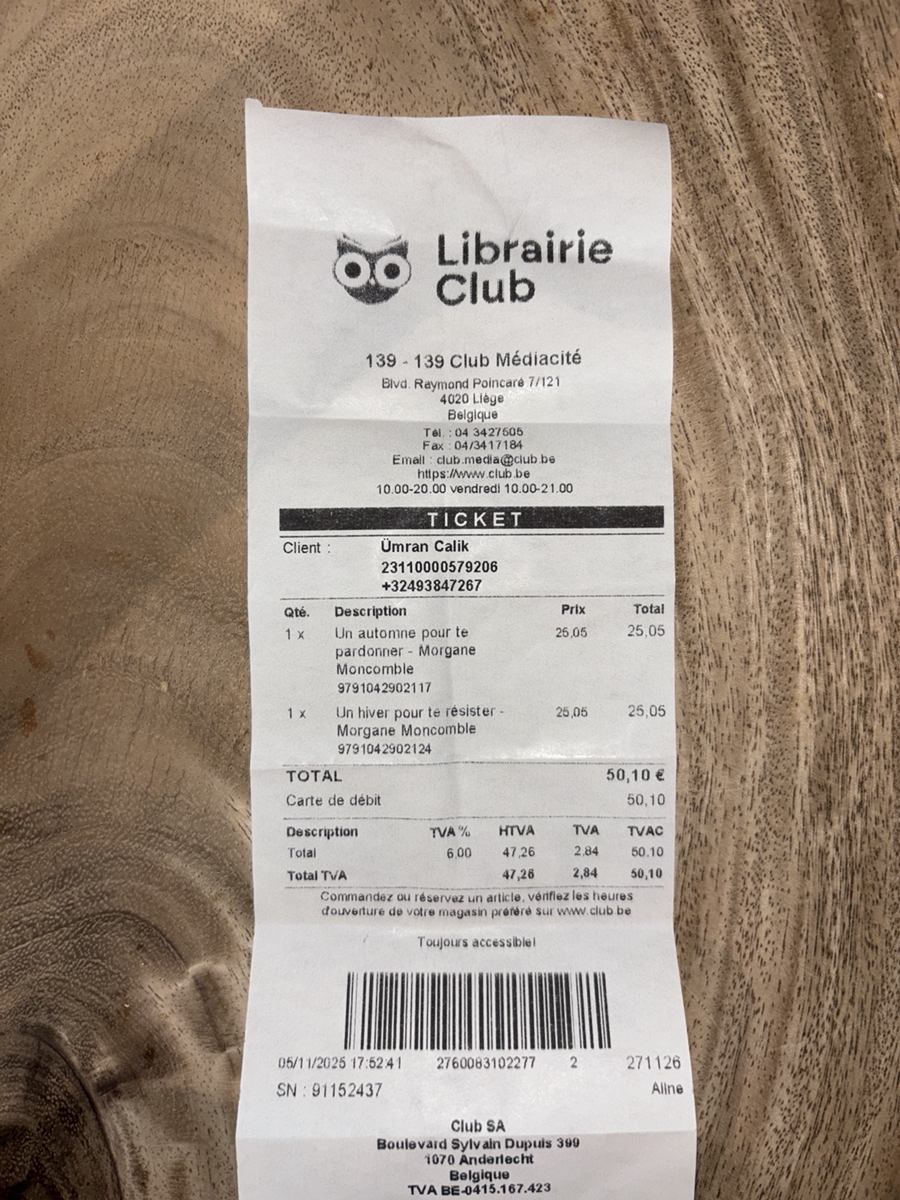 Librairie
Club
139 - 139 Club Médiacité
Blvd. Raymond Poincaré 7/121
4020 Liège
Belgique
Tél. : 04 3427605
Fax : 04/3417184
Email : club.media@club.be
https://www.club.be
10.00-20.00 vendredi 10.00-21.00
TICKET
Client : Ümran Calik
23110000579206
+32493847267
Qté. Description Prix Total
1 x Un automne pour te 25,05 25,05
pardonner - Morgane
Moncomble
9791042902117
1 x Un hiver pour te résister - 25,05 25,05
Morgane Moncomble
9791042902124
TOTAL 50,10 €
Carte de débit 50,10
Description TVA % HTVA TVA TVAC
Total 6,00 47,26 2,84 50,10
Total TVA 47,26 2,84 50,10
Commandez ou réservez un article, vérifiez les heures
d'ouverture de votre magasin préféré sur www.club.be
Toujours accessible!
05/11/2025 17:52:41 2760083102277 2 271126
SN : 91152437 Aline
Club SA
Boulevard Sylvain Dupuis 399
1070 Anderlecht
Belgique
TVA BE-0415.167.423